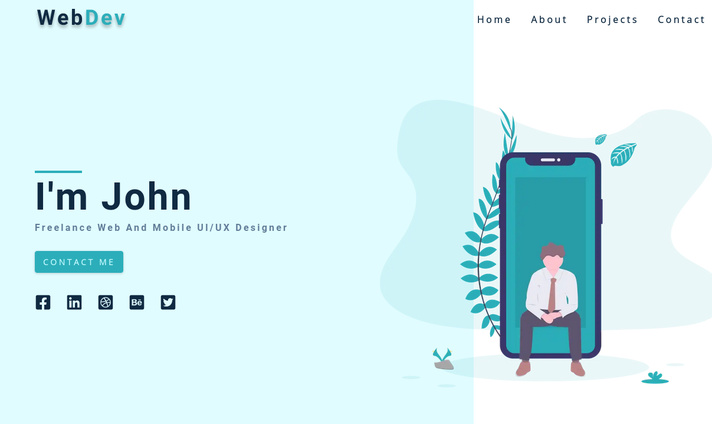 WebDev
Home About Projects Contact
I'm John
Freelance Web And Mobile UI/UX Designer
CONTACT ME